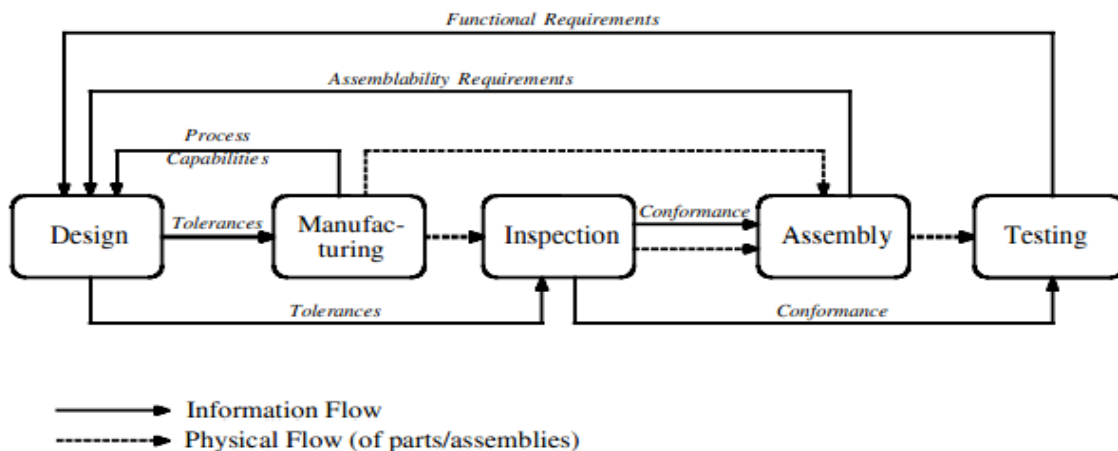 Functional Requirements
Assemblability Requirements
Process
Capabilities
Design
Tolerances
Manufac-
turing
Inspection
Conformance
Assembly
Testing
Tolerances
Conformance
Information Flow
Physical Flow (of parts/assemblies)